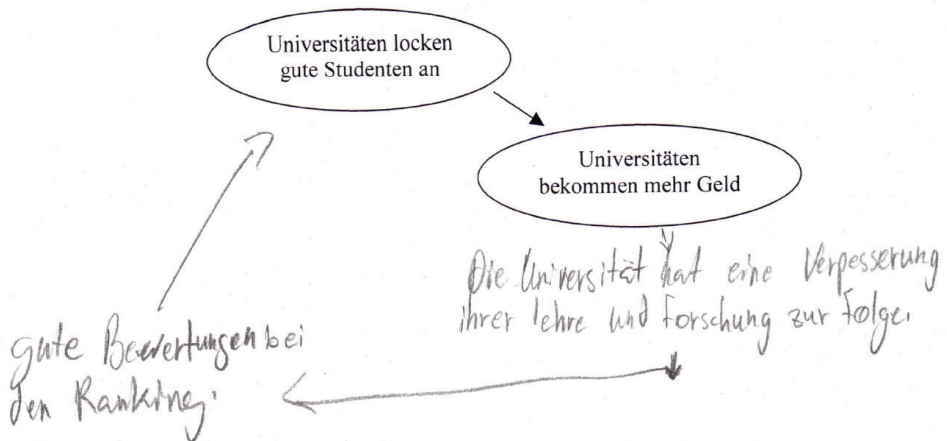 Universitäten locken
gute Studenten an
Universitäten
bekommen mehr Geld
Die Universität hat eine Verpesserung
ihrer lehre und Forschung zur Folge.
gute Bewertungen bei
den Ranking.